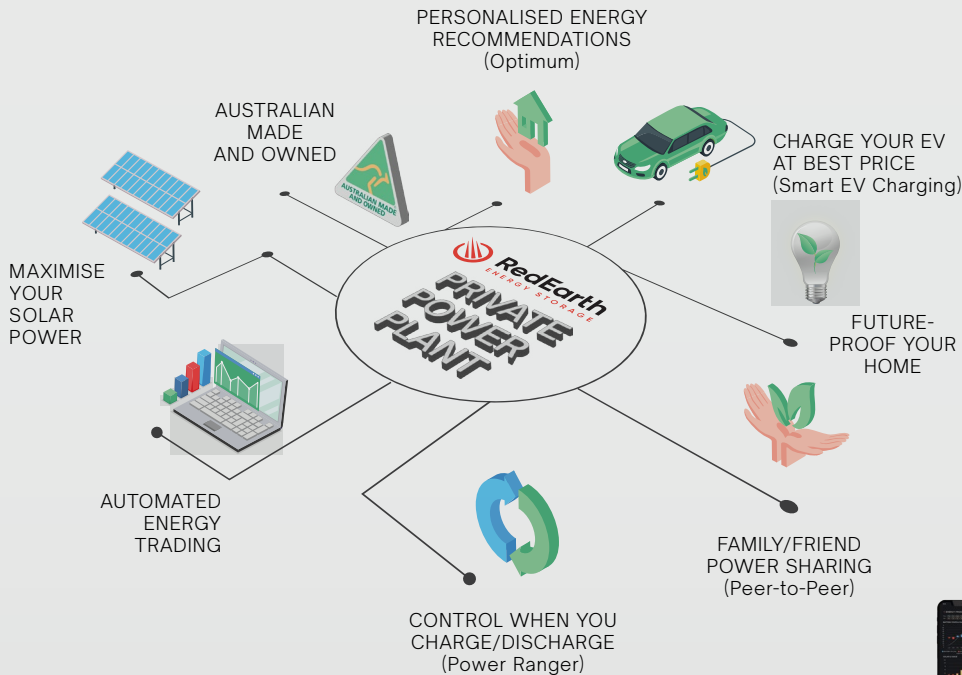 PERSONALISED ENERGY
RECOMMENDATIONS
(Optimum)
AUSTRALIAN
MADE
AND OWNED
AUSTRALIAN MADE
AND OWNED
CHARGE YOUR EV
AT BEST PRICE
(Smart EV Charging)
MAXIMISE
YOUR
SOLAR
POWER
RedEarth
ENERGY STORAGE
PRIVATE
POWER
PLANT
FUTURE-
PROOF YOUR
HOME
AUTOMATED
ENERGY
TRADING
FAMILY/FRIEND
POWER SHARING
(Peer-to-Peer)
CONTROL WHEN YOU
CHARGE/DISCHARGE
(Power Ranger)